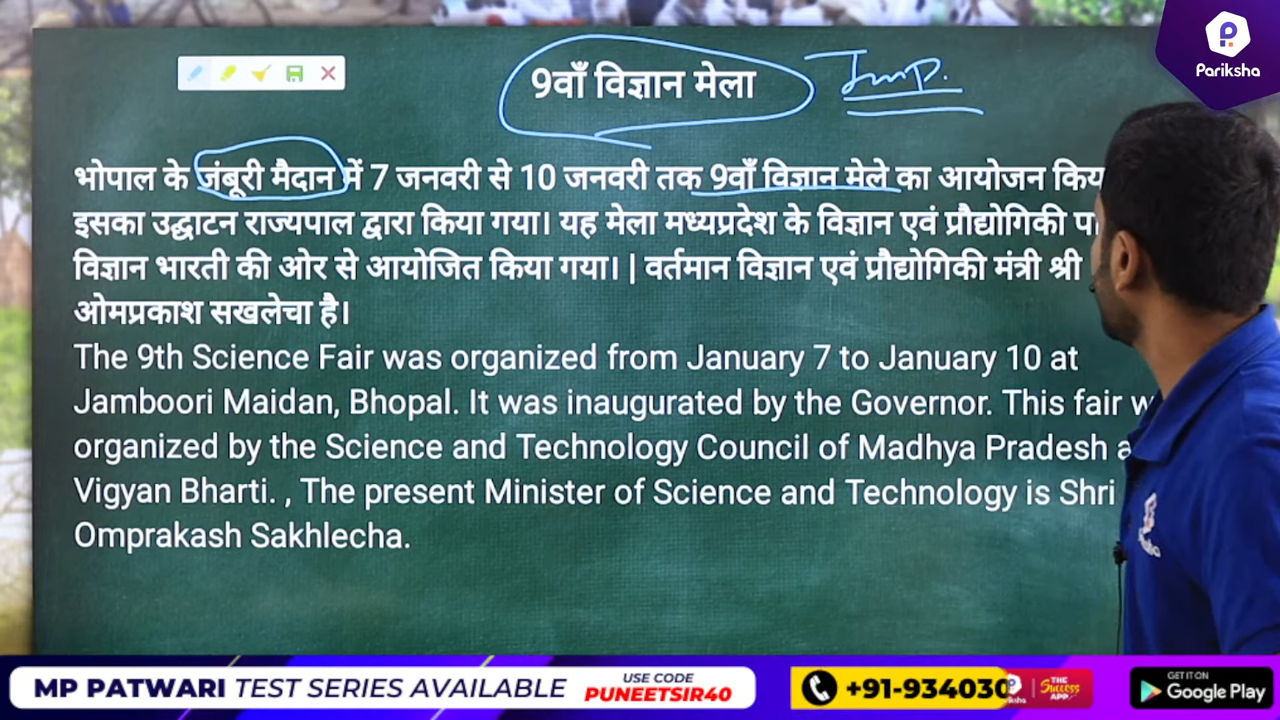 Pariksha
9वाँ विज्ञान मेला Imp.
भोपाल के जंबूरी मैदान में 7 जनवरी से 10 जनवरी तक 9वाँ विज्ञान मेले का आयोजन
इसका उद्घाटन राज्यपाल द्वारा किया गया। यह मेला मध्यप्रदेश के विज्ञान एवं प्रौद्योगिकी
विज्ञान भारती की ओर से आयोजित किया गया। | वर्तमान विज्ञान एवं प्रौद्योगिकी मंत्री श्री
ओमप्रकाश सखलेचा है।
The 9th Science Fair was organized from January 7 to January 10 at
Jamboori Maidan, Bhopal. It was inaugurated by the Governor. This fair
organized by the Science and Technology Council of Madhya Pradesh
Vigyan Bharti. , The present Minister of Science and Technology is Shri
Omprakash Sakhlecha.
MP PATWARI TEST SERIES AVAILABLE
USE CODE
PUNEETSIR40
+91-934030
THE Success APP
GET IT ON
Google Play